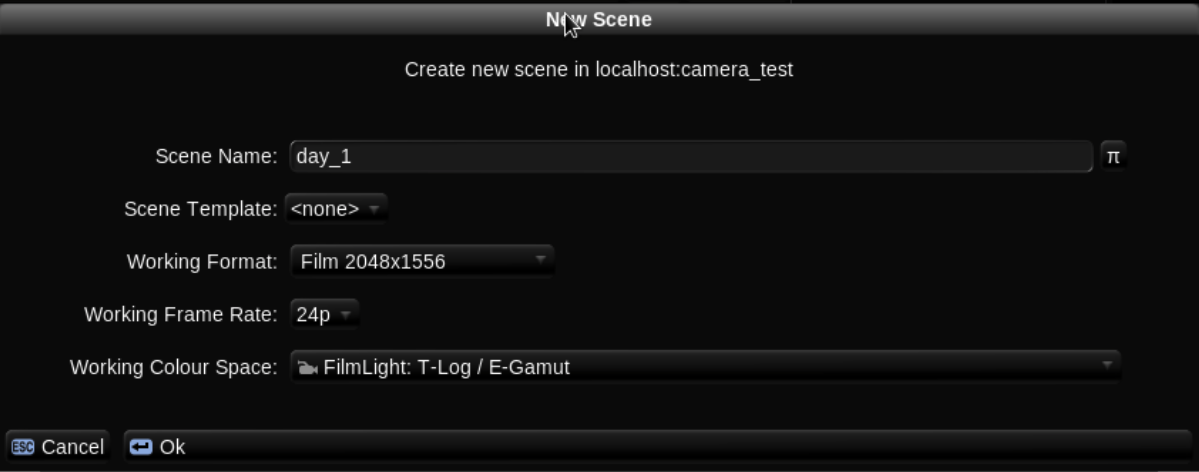 New Scene
Create new scene in localhost:camera_test
Scene Name: day_1 π
Scene Template: <none>
Working Format: Film 2048x1556
Working Frame Rate: 24p
Working Colour Space: FilmLight: T-Log / E-Gamut
ESC Cancel Ok